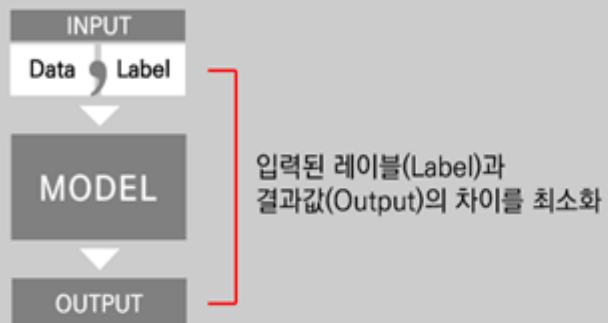 INPUT
Data , Label
MODEL
입력된 레이블(Label)과
결과값(Output)의 차이를 최소화
OUTPUT